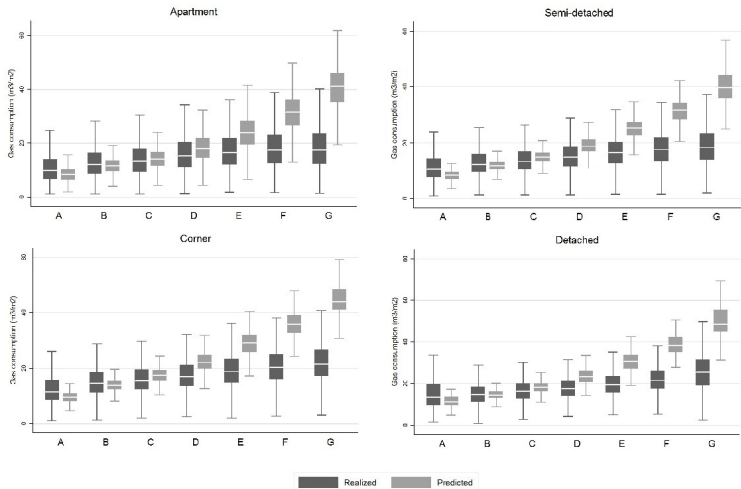 Apartment
Gas consumption (m3/m2)
60
40
20
0
A B C D E F G
Semi-detached
Gas consumption (m3/m2)
60
40
20
0
A B C D E F G
Corner
Gas consumption (m3/m2)
60
40
20
0
A B C D E F G
Detached
Gas consumption (m3/m2)
80
60
40
20
0
A B C D E F G
Realized Predicted